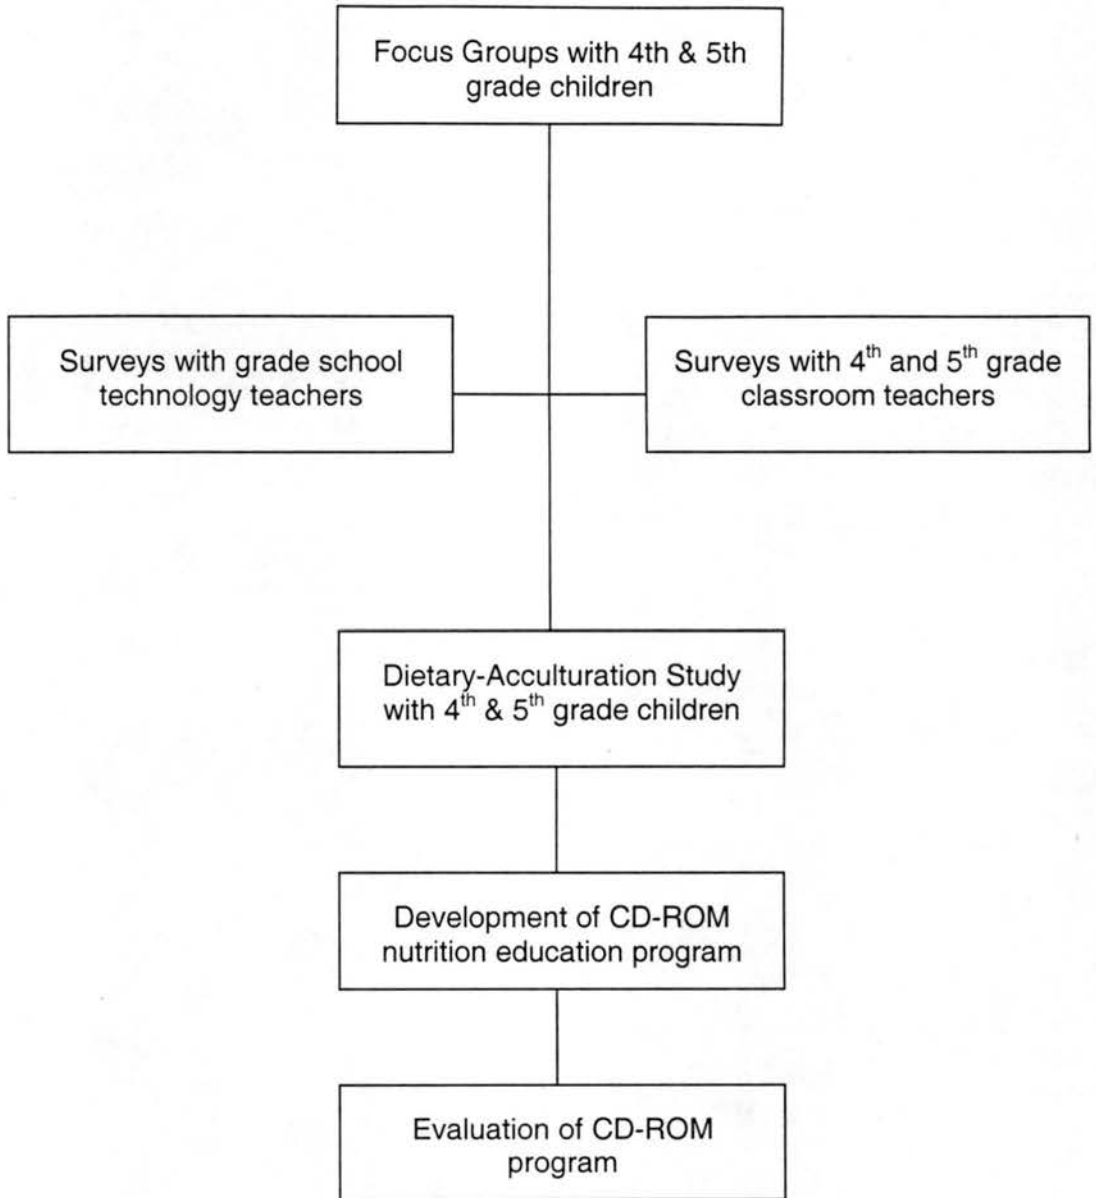 Focus Groups with 4th & 5th
grade children
Surveys with grade school
technology teachers
Surveys with 4th and 5th grade
classroom teachers
Dietary-Acculturation Study
with 4th & 5th grade children
Development of CD-ROM
nutrition education program
Evaluation of CD-ROM
program